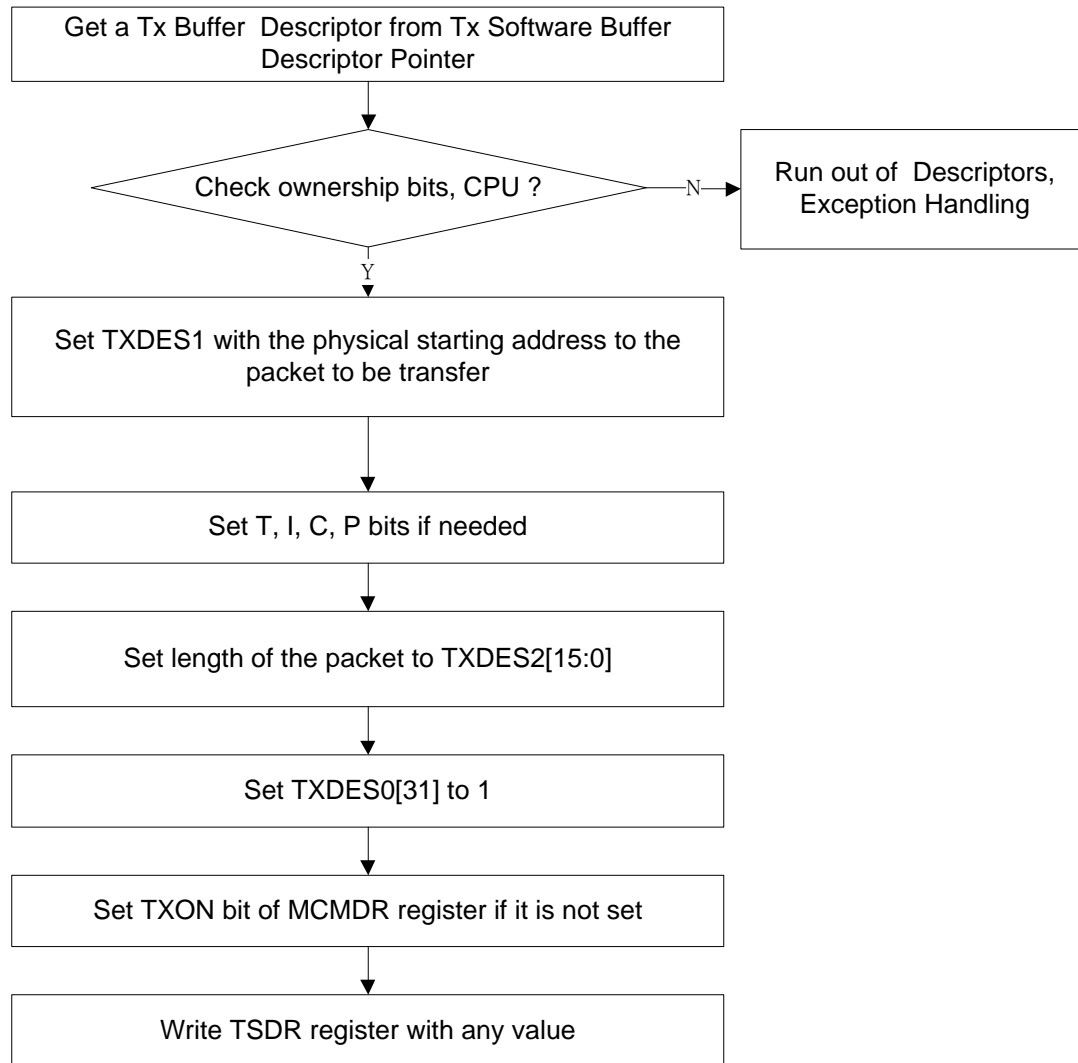 Get a Tx Buffer Descriptor from Tx Software Buffer
Descriptor Pointer
Check ownership bits, CPU ?
N
Run out of Descriptors,
Exception Handling
Y
Set TXDES1 with the physical starting address to the
packet to be transfer
Set T, I, C, P bits if needed
Set length of the packet to TXDES2[15:0]
Set TXDES0[31] to 1
Set TXON bit of MCMDR register if it is not set
Write TSDR register with any value